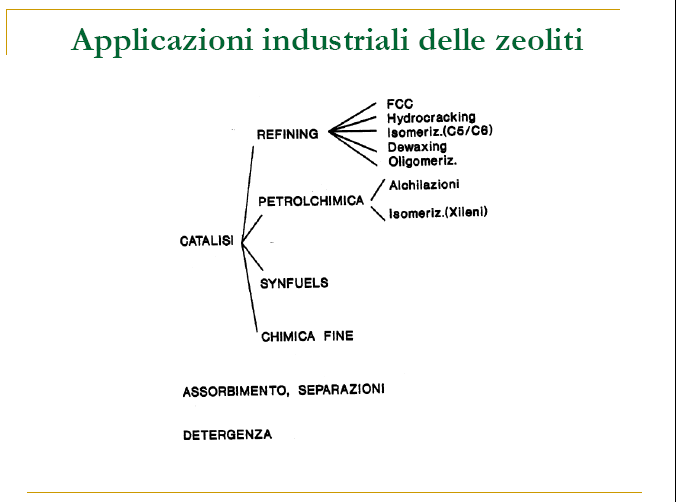 Applicazioni industriali delle zeoliti
FCC
Hydrocracking
REFINING
Isomeriz.(C5/C6)
Dewaxing
Oligomeriz.
Alchilazioni
PETROLCHIMICA
Isomeriz.(Xileni)
CATALISI
SYNFUELS
CHIMICA FINE
ASSORBIMENTO, SEPARAZIONI
DETERGENZA